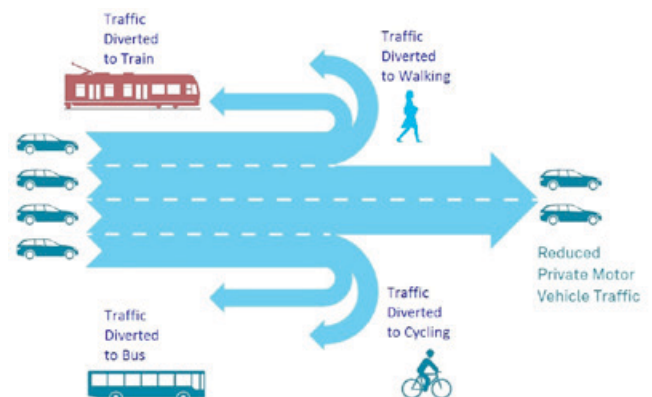 Traffic
Diverted
to Train
Traffic
Diverted
to Walking
Reduced
Private Motor
Vehicle Traffic
Traffic
Diverted
to Bus
Traffic
Diverted
to Cycling